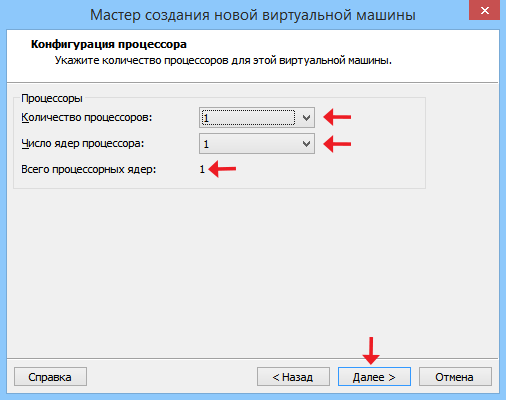 Мастер создания новой виртуальной машины
Конфигурация процессора
Укажите количество процессоров для этой виртуальной машины.
Процессоры
Количество процессоров: 1
Число ядер процессора: 1
Всего процессорных ядер: 1
Справка < Назад Далее > Отмена